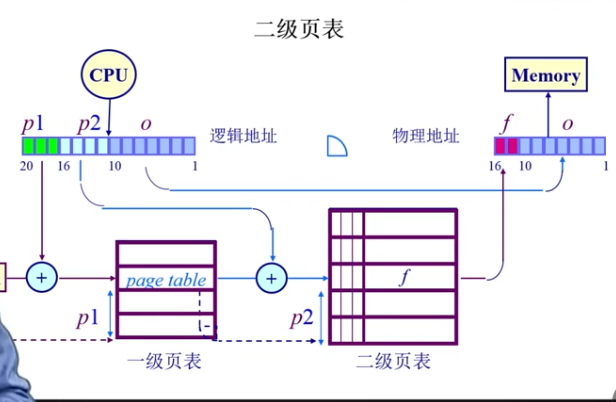 二级页表
CPU
Memory
p1 p2 o
逻辑地址
物理地址
f o
20 16 10 1
16 10 1
+
+
page table
f
p1
p2
一级页表
二级页表